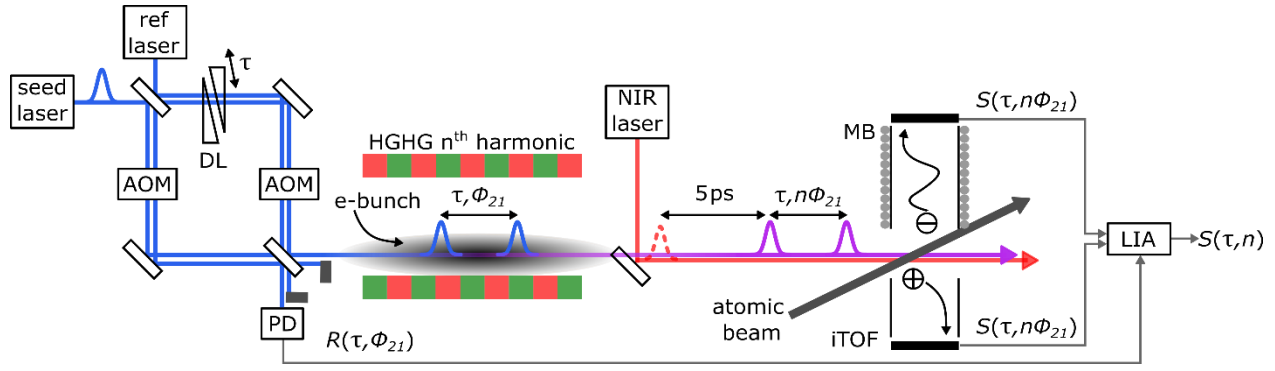 ref
laser
seed
laser
τ
DL
AOM
AOM
PD
R(τ,Φ21)
HGHG nth harmonic
e-bunch
τ,Φ21
NIR
laser
5ps
τ,nΦ21
atomic
beam
MB
iTOF
S(τ,nΦ21)
S(τ,nΦ21)
LIA
S(τ,n)